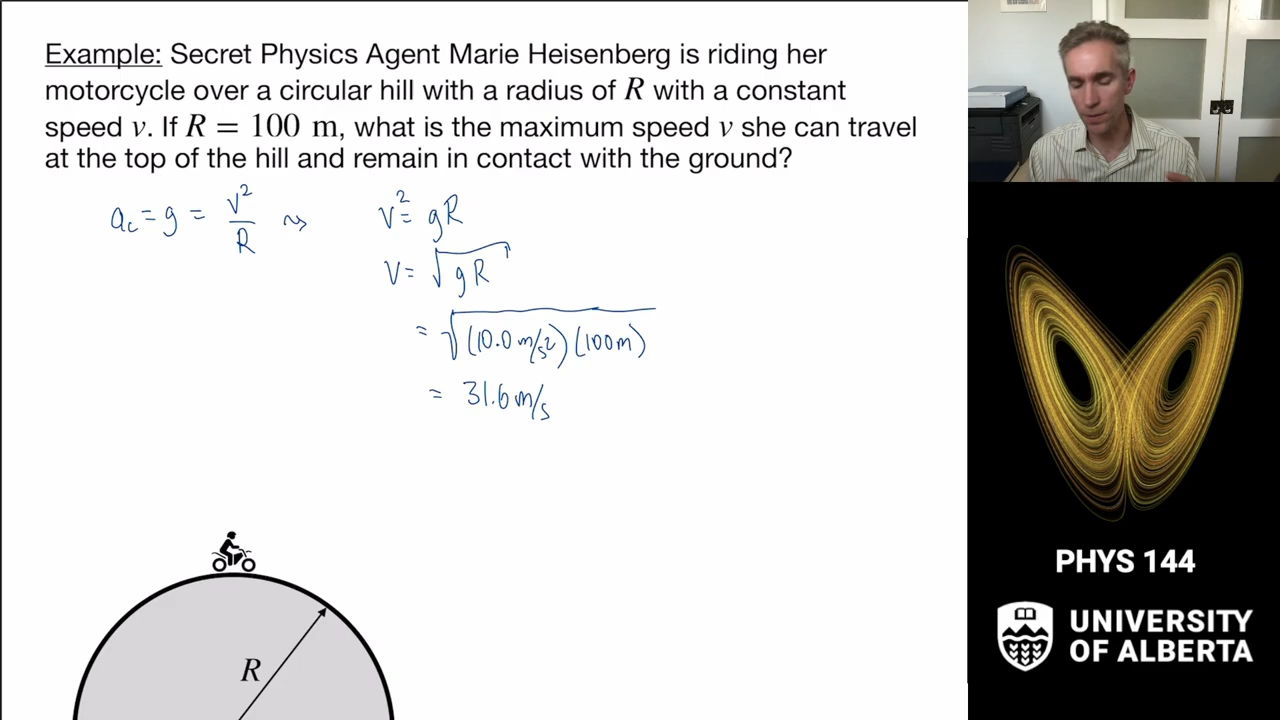 Example: Secret Physics Agent Marie Heisenberg is riding her
motorcycle over a circular hill with a radius of R with a constant
speed v. If R = 100 m, what is the maximum speed v she can travel
at the top of the hill and remain in contact with the ground?
a_c = g = v²/R ⇝ v² = gR
v = √(gR)
= √((10.0 m/s²)(100m))
= 31.6 m/s
R
PHYS 144
UNIVERSITY
OF ALBERTA